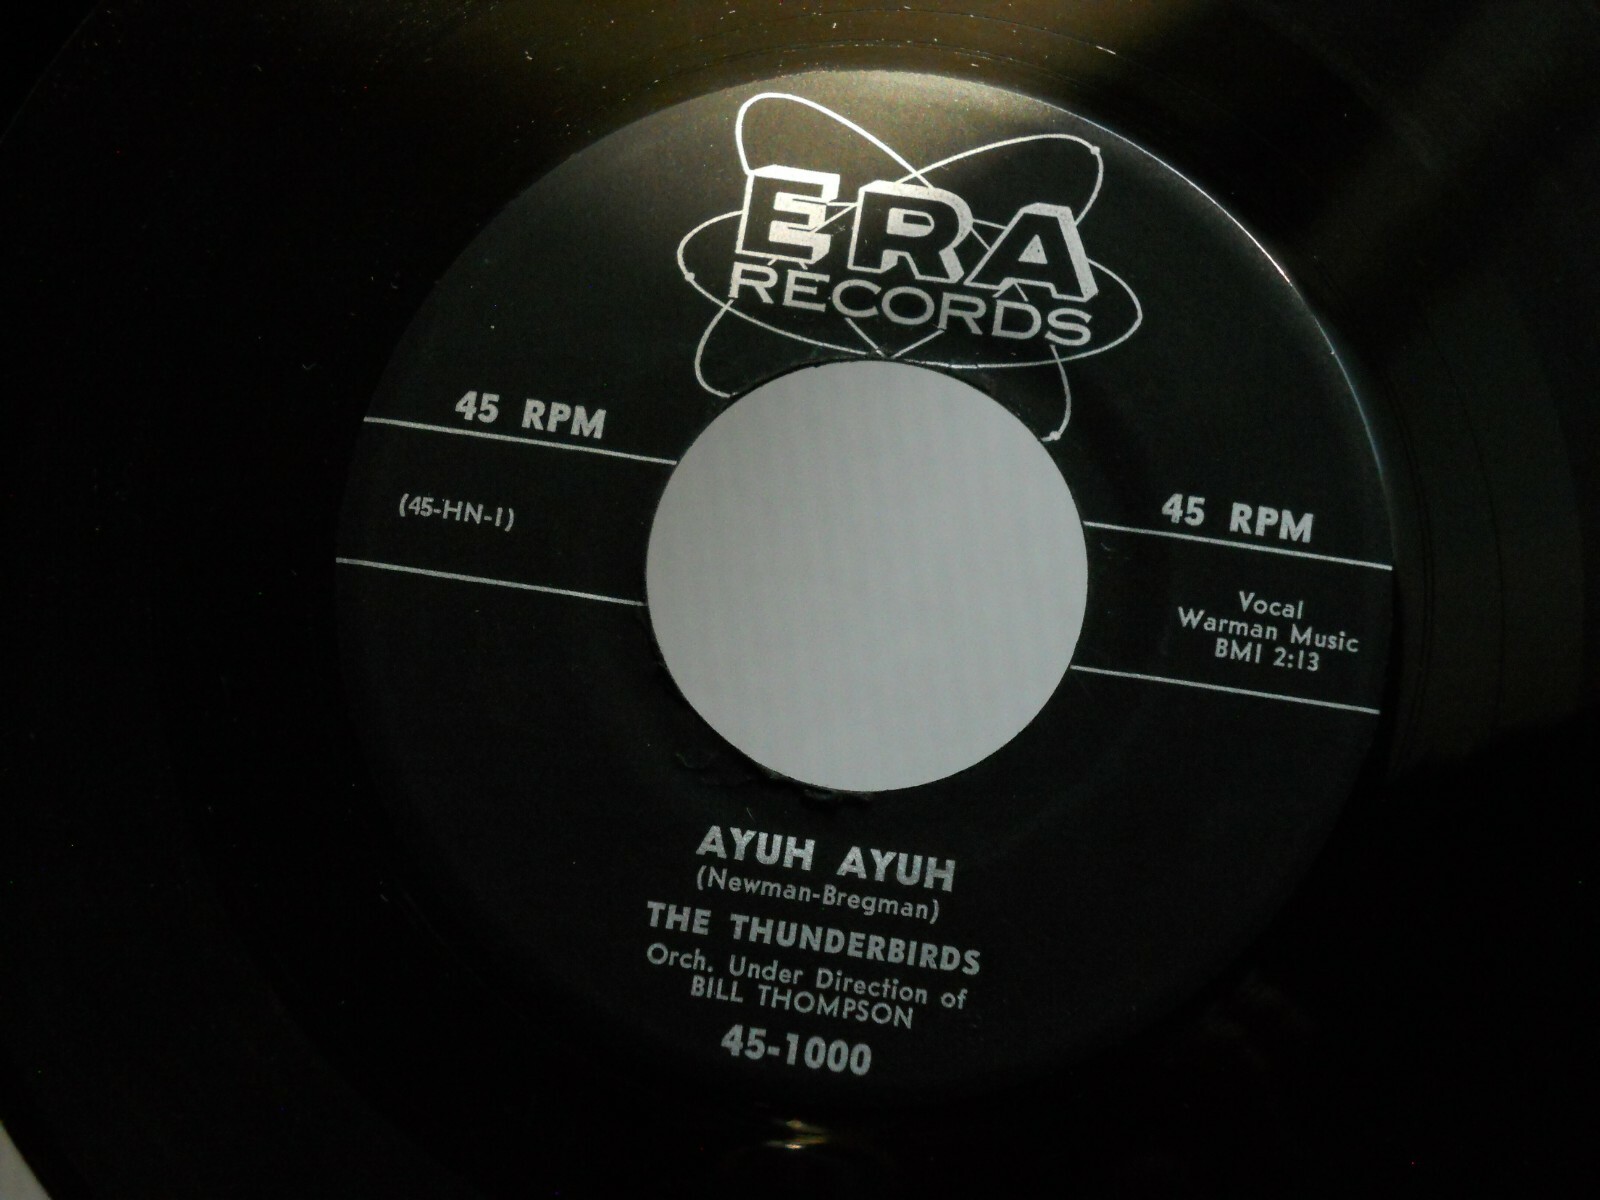 ERA
RECORDS
45 RPM
(45-HN-1)
45 RPM
Vocal
Warman Music
BMI 2:13
AYUH AYUH
(Newman-Bregman)
THE THUNDERBIRDS
Orch. Under Direction of
BILL THOMPSON
45-1000